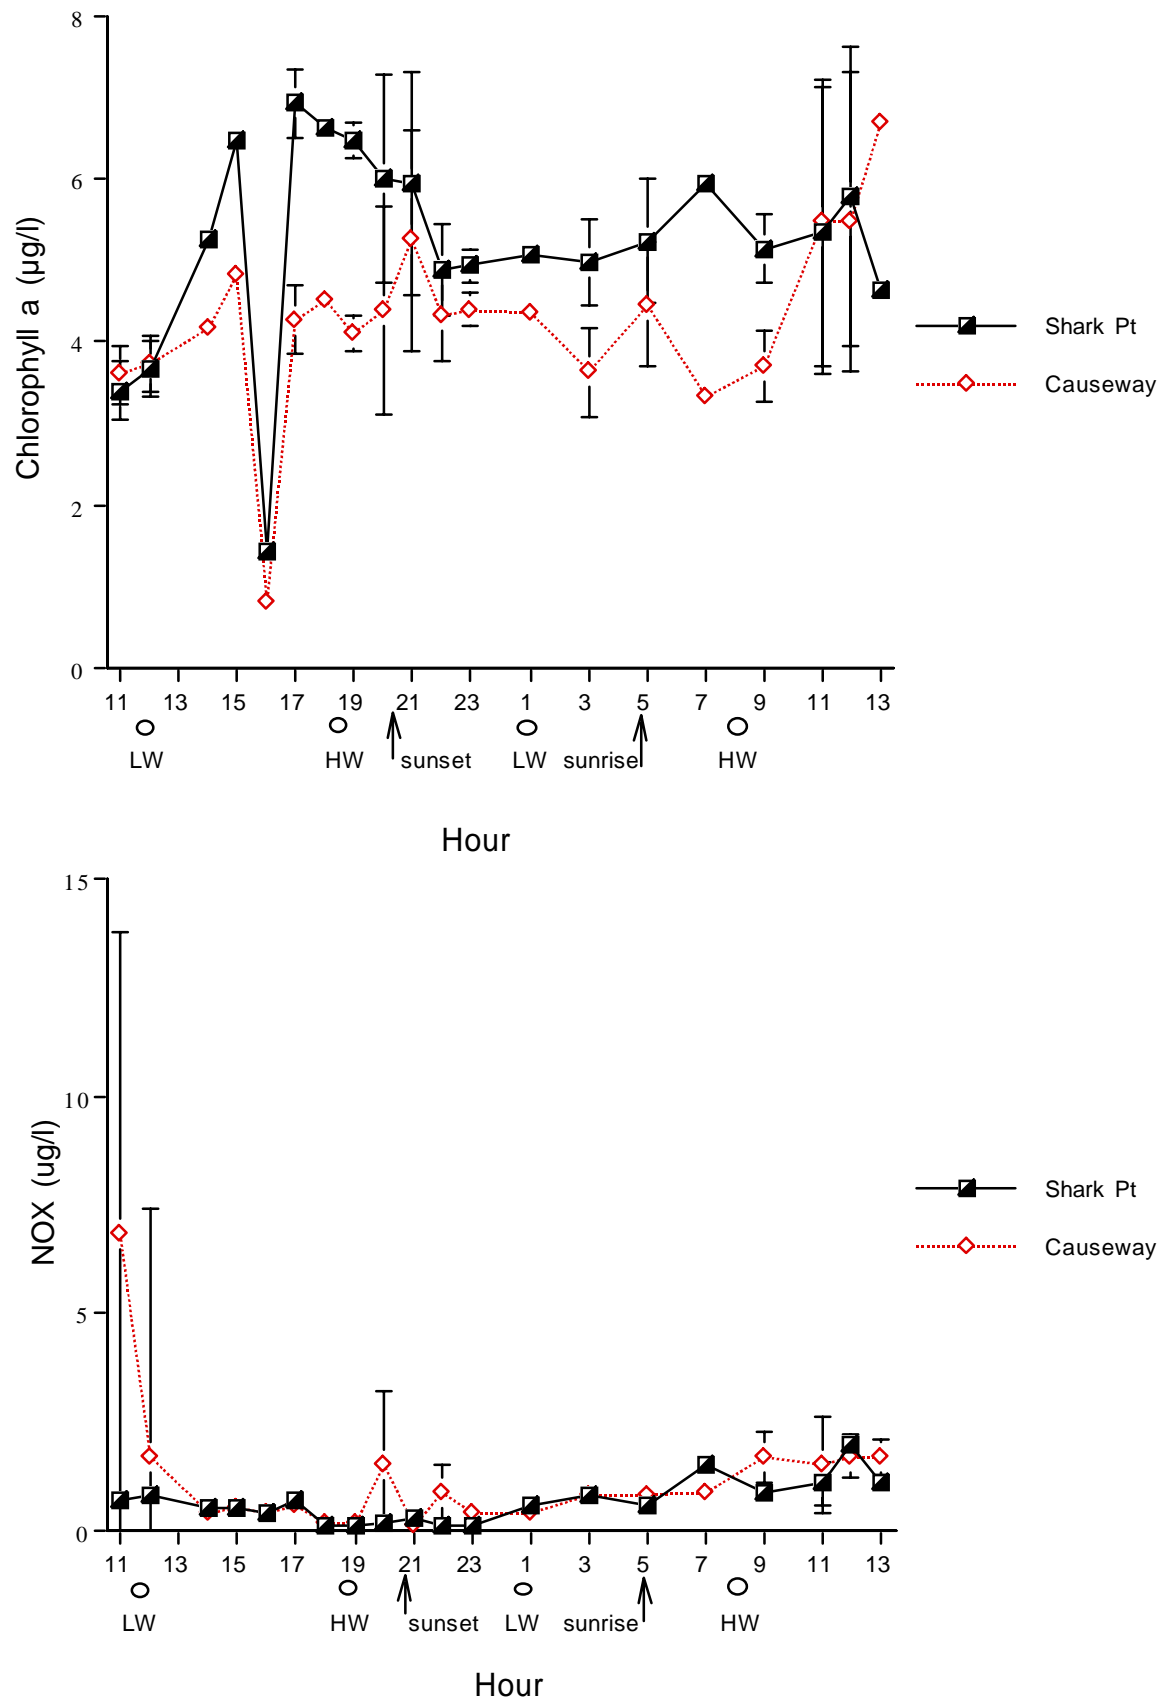 8
6
4
2
0
Chlorophyll a (µg/l)
11 13 15 17 19 21 23 1 3 5 7 9 11 13
LW HW sunset LW sunrise HW
Hour
Shark Pt
Causeway
15
10
5
0
NOX (ug/l)
11 13 15 17 19 21 23 1 3 5 7 9 11 13
LW HW sunset LW sunrise HW
Hour
Shark Pt
Causeway